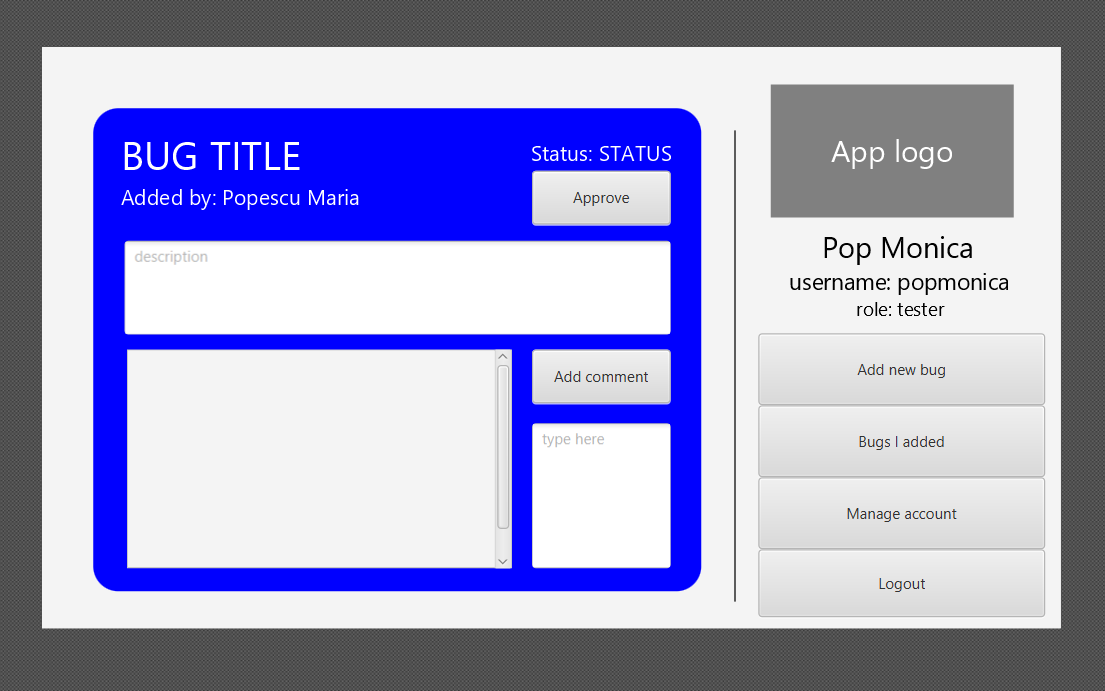 BUG TITLE
Added by: Popescu Maria
Status: STATUS
Approve
description
Add comment
type here
App logo
Pop Monica
username: popmonica
role: tester
Add new bug
Bugs I added
Manage account
Logout